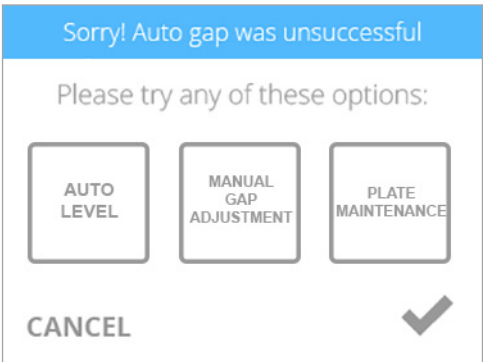 Sorry! Auto gap was unsuccessful
Please try any of these options:
AUTO
LEVEL
MANUAL
GAP
ADJUSTMENT
PLATE
MAINTENANCE
CANCEL